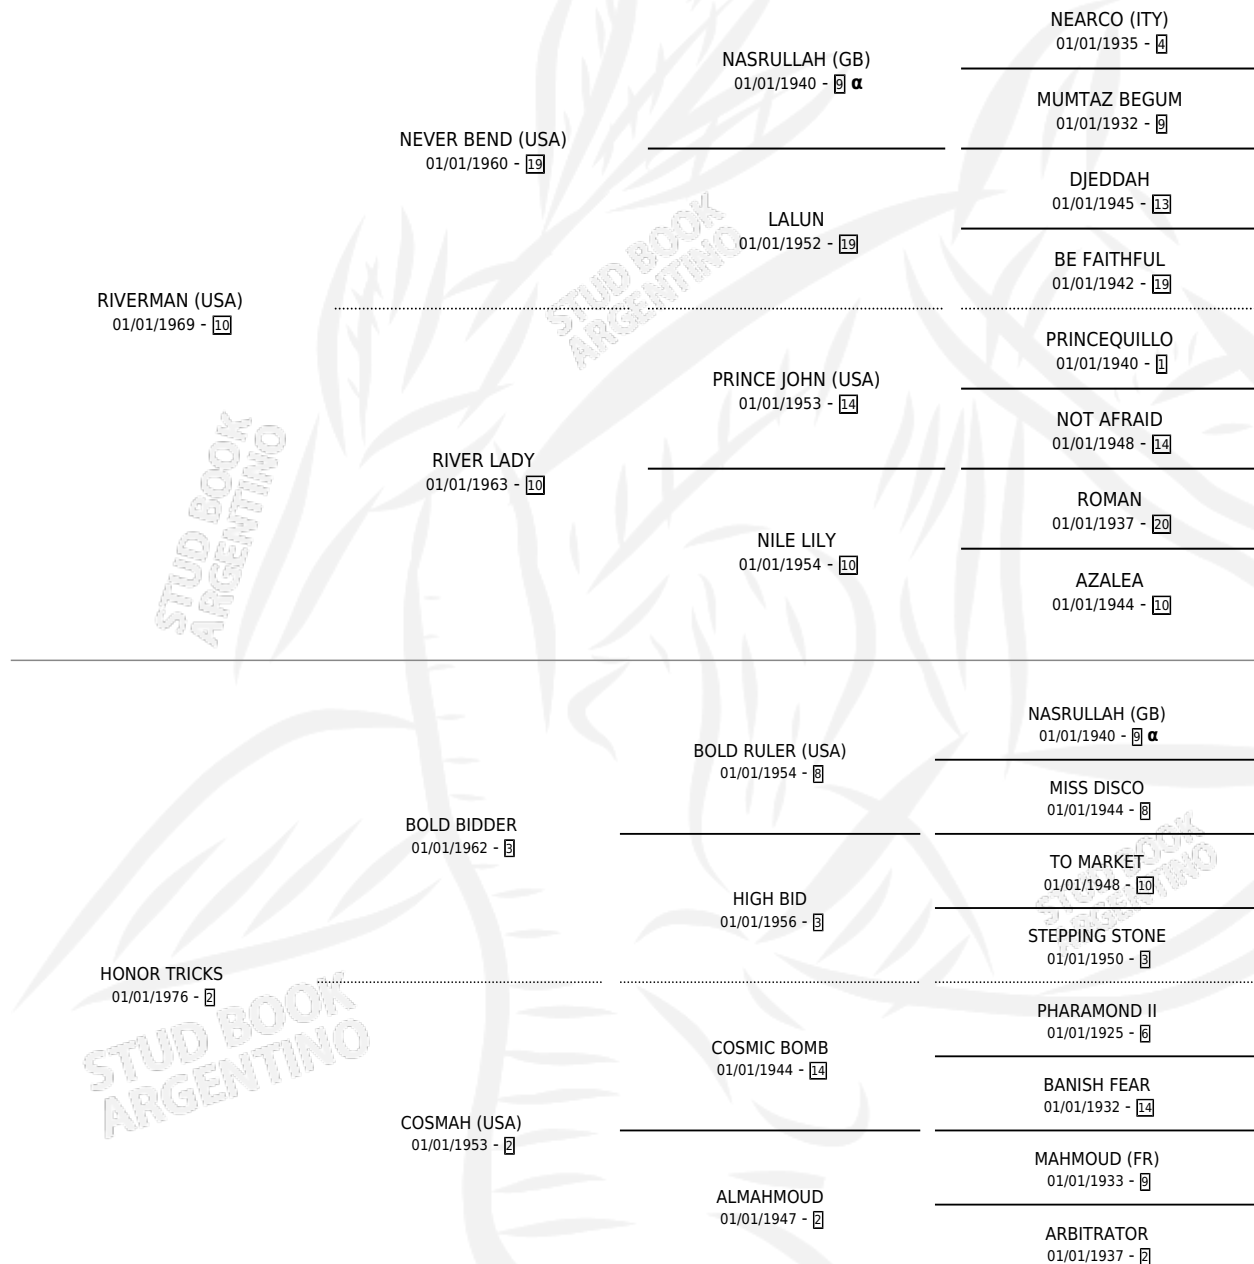 NEARCO (ITY)
01/01/1935 - 4
NASRULLAH (GB)
01/01/1940 - 9 α
MUMTAZ BEGUM
01/01/1932 - 9
NEVER BEND (USA)
01/01/1960 - 19
DJEDDAH
01/01/1945 - 13
LALUN
01/01/1952 - 19
BE FAITHFUL
01/01/1942 - 19
RIVERMAN (USA)
01/01/1969 - 10
STUD BOOK
ARGENTINO
PRINCEQUILLO
01/01/1940 - 1
PRINCE JOHN (USA)
01/01/1953 - 14
NOT AFRAID
01/01/1948 - 14
RIVER LADY
01/01/1963 - 10
ROMAN
01/01/1937 - 20
NILE LILY
01/01/1954 - 10
AZALEA
01/01/1944 - 10
STUD BOOK
ARGENTINO
NASRULLAH (GB)
01/01/1940 - 9 α
BOLD RULER (USA)
01/01/1954 - 8
MISS DISCO
01/01/1944 - 8
BOLD BIDDER
01/01/1962 - 3
TO MARKET
01/01/1948 - 10
HIGH BID
01/01/1956 - 3
STEPPING STONE
01/01/1950 - 3
STUD BOOK
ARGENTINO
HONOR TRICKS
01/01/1976 - 2
PHARAMOND II
01/01/1925 - 6
COSMIC BOMB
01/01/1944 - 14
BANISH FEAR
01/01/1932 - 14
COSMAH (USA)
01/01/1953 - 2
MAHMOUD (FR)
01/01/1933 - 9
ALMAHMOUD
01/01/1947 - 2
ARBITRATOR
01/01/1937 - 2
STUD BOOK
ARGENTINO